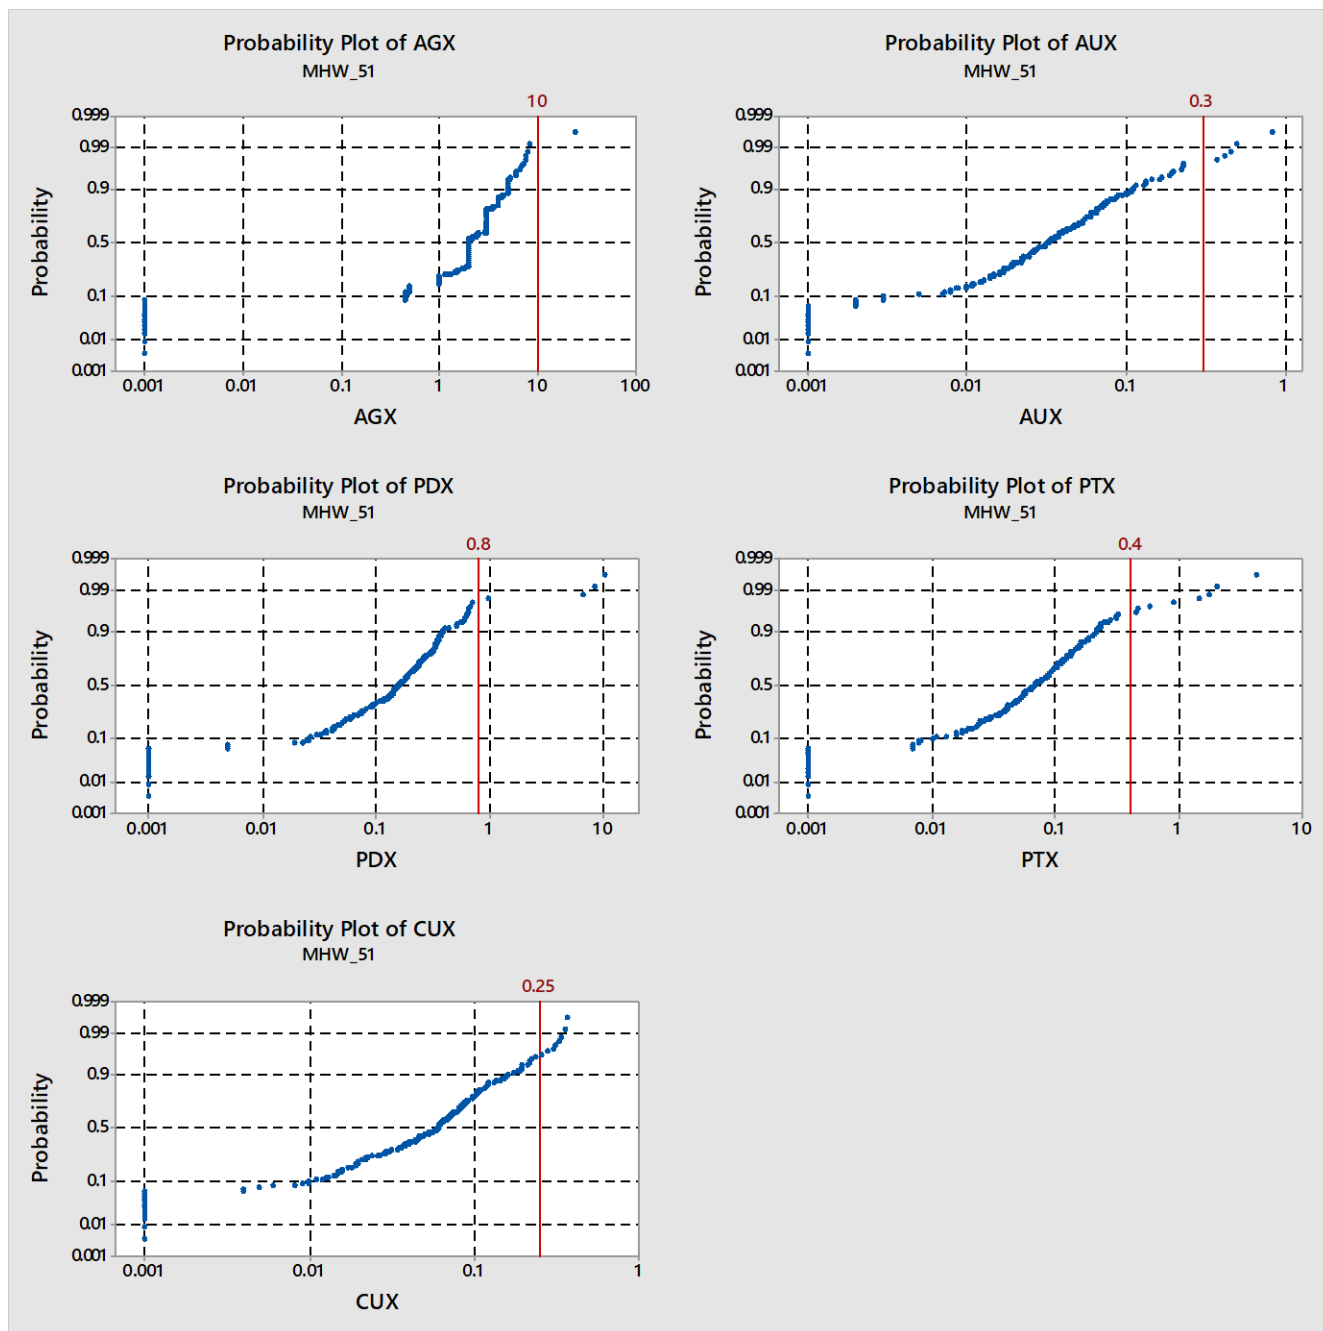 Probability Plot of AGX
MHW_51
10
0.999
0.99
0.9
0.5
0.1
0.01
0.001
Probability
0.001 0.01 0.1 1 10 100
AGX
Probability Plot of AUX
MHW_51
0.3
0.999
0.99
0.9
0.5
0.1
0.01
0.001
Probability
0.001 0.01 0.1 1
AUX
Probability Plot of PDX
MHW_51
0.8
0.999
0.99
0.9
0.5
0.1
0.01
0.001
Probability
0.001 0.01 0.1 1 10
PDX
Probability Plot of PTX
MHW_51
0.4
0.999
0.99
0.9
0.5
0.1
0.01
0.001
Probability
0.001 0.01 0.1 1 10
PTX
Probability Plot of CUX
MHW_51
0.25
0.999
0.99
0.9
0.5
0.1
0.01
0.001
Probability
0.001 0.01 0.1 1
CUX